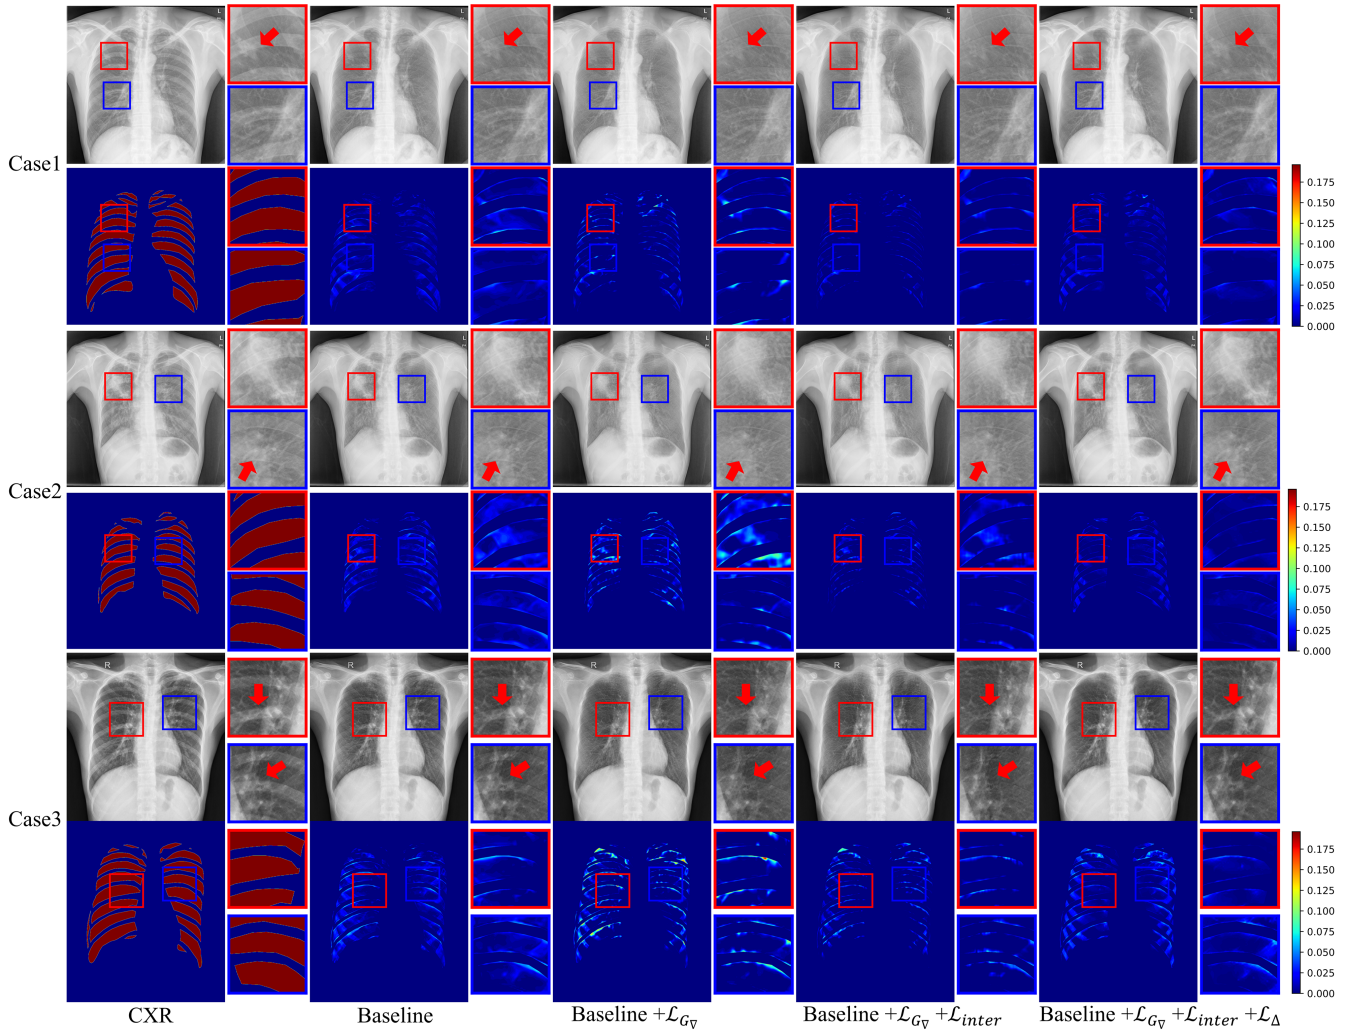 L
L
L
L
L
Case1
0.175
0.150
0.125
0.100
0.075
0.050
0.025
0.000
L
L
L
L
L
Case2
0.175
0.150
0.125
0.100
0.075
0.050
0.025
0.000
R
R
R
R
R
Case3
0.175
0.150
0.125
0.100
0.075
0.050
0.025
0.000
CXR
Baseline
Baseline +ℒ_{G_∇}
Baseline +ℒ_{G_∇} +ℒ_{inter}
Baseline +ℒ_{G_∇} +ℒ_{inter} +ℒ_Δ